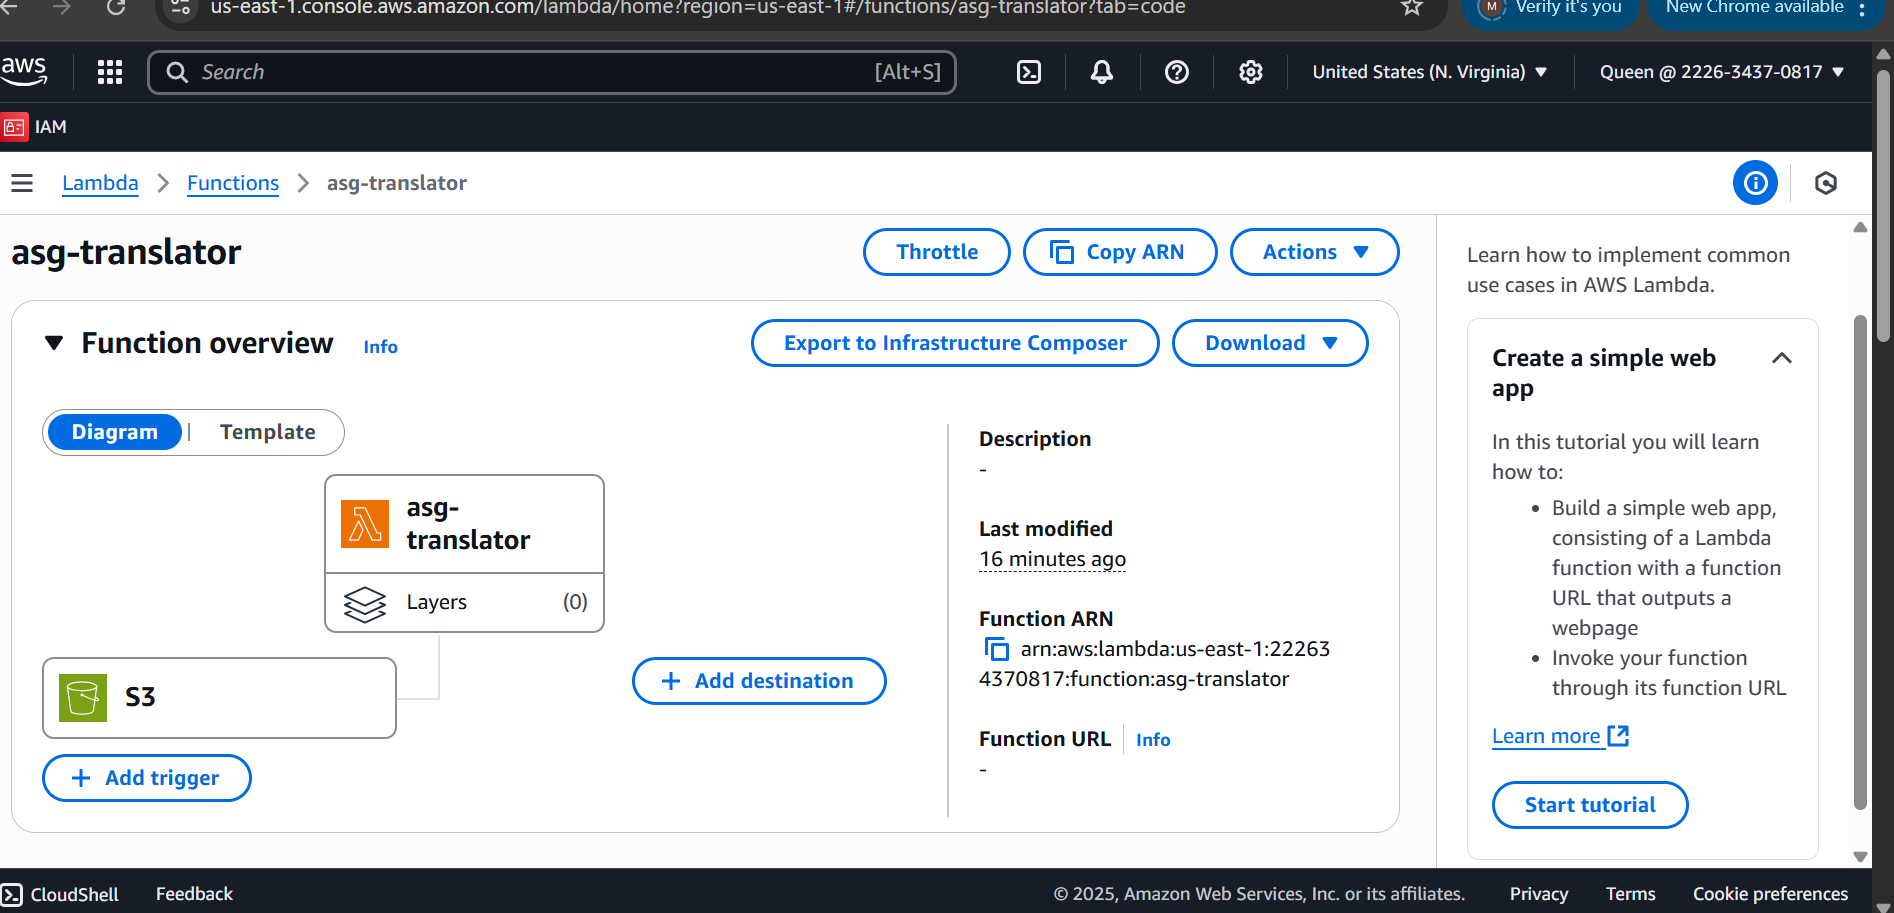 us-east-1.console.aws.amazon.com/lambda/home?region=us-east-1#/functions/asg-translator?tab=code
M Verify it's you
New Chrome available
aws
Search [Alt+S]
United States (N. Virginia)
Queen @ 2226-3437-0817
IAM
Lambda
Functions
asg-translator
asg-translator
Throttle
Copy ARN
Actions
Function overview
Info
Export to Infrastructure Composer
Download
Diagram
Template
asg-
translator
Layers (0)
S3
Add trigger
Add destination
Description
-
Last modified
16 minutes ago
Function ARN
arn:aws:lambda:us-east-1:22263
4370817:function:asg-translator
Function URL
Info
-
Learn how to implement common
use cases in AWS Lambda.
Create a simple web
app
In this tutorial you will learn
how to:
• Build a simple web app,
consisting of a Lambda
function with a function
URL that outputs a
webpage
• Invoke your function
through its function URL
Learn more
Start tutorial
CloudShell
Feedback
© 2025, Amazon Web Services, Inc. or its affiliates.
Privacy
Terms
Cookie preferences